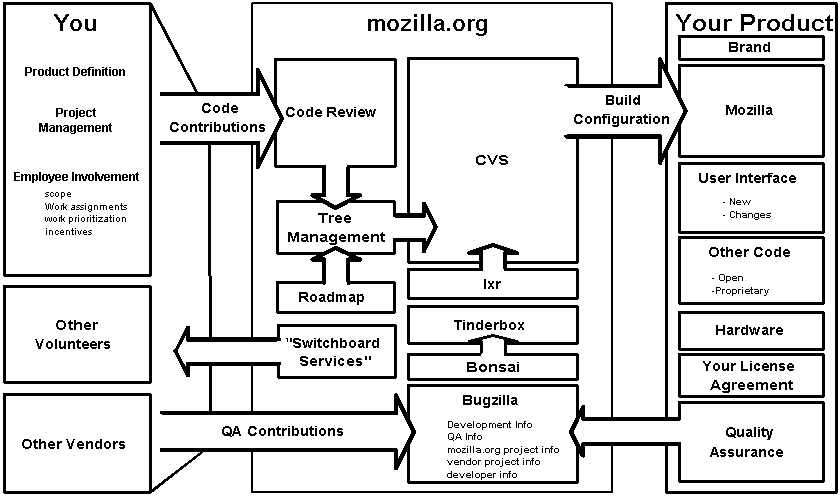 You
Product Definition
Project
Management
Employee Involvement
scope
Work assignments
work prioritization
incentives
Other
Volunteers
Other Vendors
Code
Contributions
QA Contributions
mozilla.org
Code Review
Tree
Management
Roadmap
"Switchboard
Services"
CVS
lxr
Tinderbox
Bonsai
Bugzilla
Development Info
QA Info
mozilla.org project info
vendor project info
developer info
Build
Configuration
Your Product
Brand
Mozilla
User Interface
- New
- Changes
Other Code
- Open
-Proprietary
Hardware
Your License
Agreement
Quality
Assurance